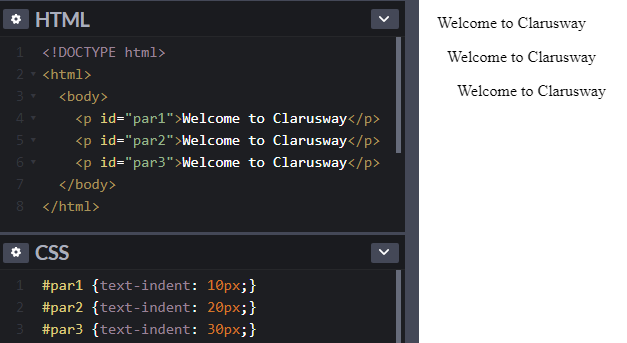 HTML
1 <!DOCTYPE html>
2 <html>
3 <body>
4 <p id="par1">Welcome to Clarusway</p>
5 <p id="par2">Welcome to Clarusway</p>
6 <p id="par3">Welcome to Clarusway</p>
7 </body>
8 </html>
CSS
1 #par1 {text-indent: 10px;}
2 #par2 {text-indent: 20px;}
3 #par3 {text-indent: 30px;}
Welcome to Clarusway
Welcome to Clarusway
Welcome to Clarusway